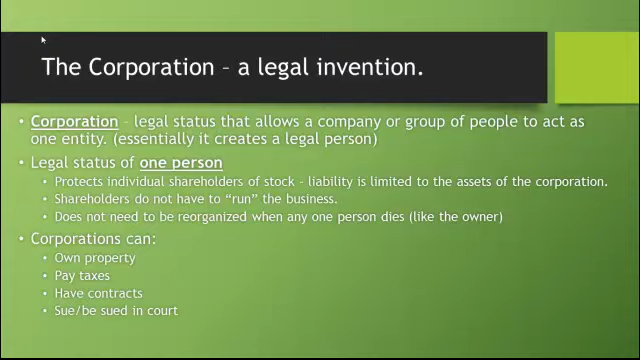 The Corporation – a legal invention.
• Corporation – legal status that allows a company or group of people to act as
one entity. (essentially it creates a legal person)
• Legal status of one person
• Protects individual shareholders of stock - liability is limited to the assets of the corporation.
• Shareholders do not have to “run” the business.
• Does not need to be reorganized when any one person dies (like the owner)
• Corporations can:
• Own property
• Pay taxes
• Have contracts
• Sue/be sued in court